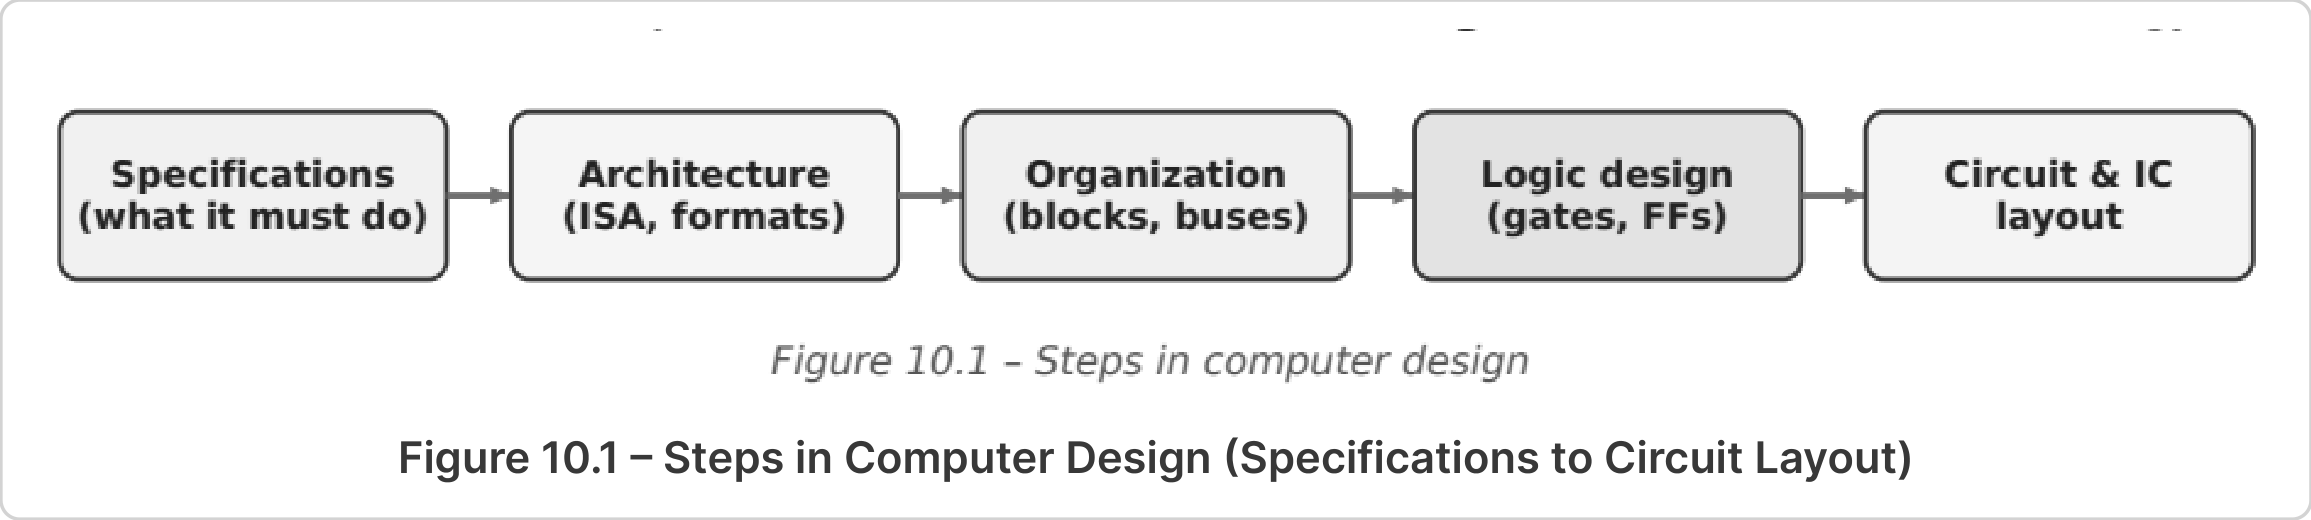 Specifications
(what it must do)
Architecture
(ISA, formats)
Organization
(blocks, buses)
Logic design
(gates, FFs)
Circuit & IC
layout
Figure 10.1 – Steps in computer design
Figure 10.1 – Steps in Computer Design (Specifications to Circuit Layout)